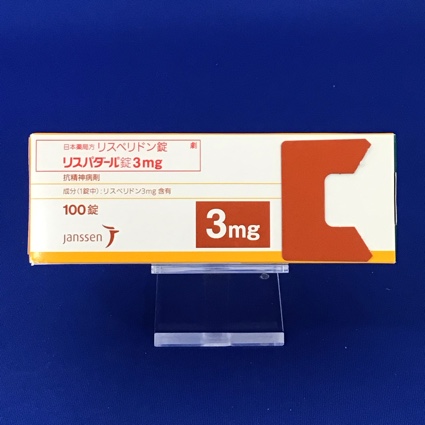 日本薬局方 リスペリドン錠 劇
リスパダール錠3mg
抗精神病剤
成分(1錠中):リスペリドン3mg 含有
100錠
janssen
3mg